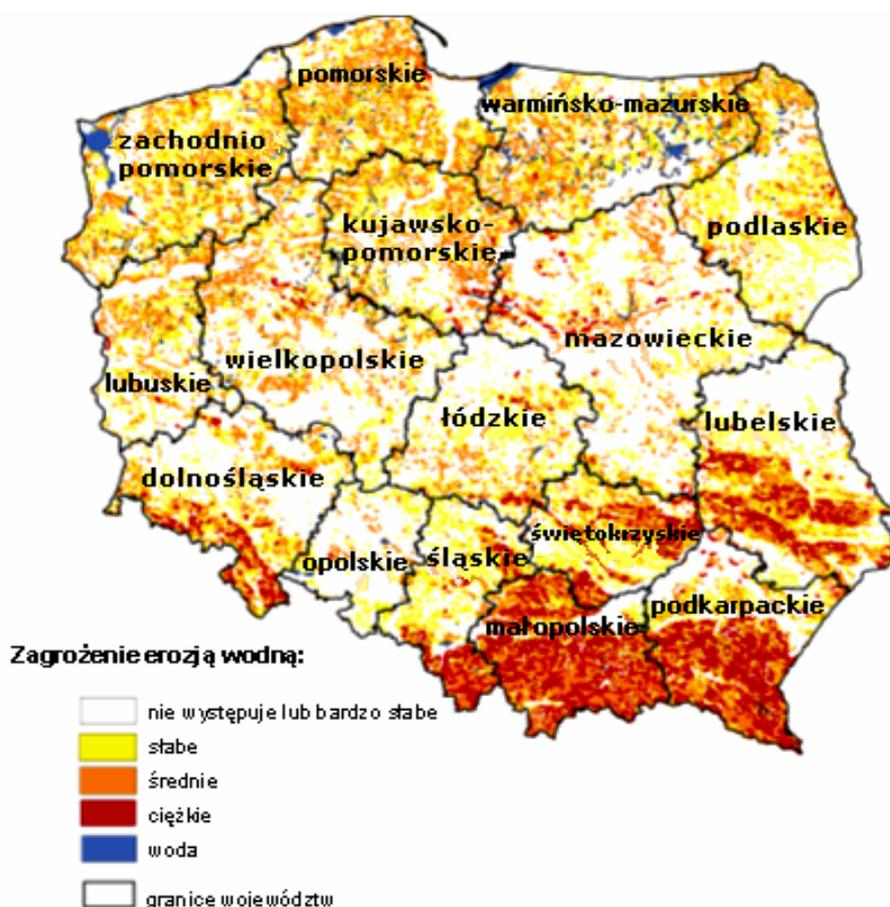 pomorskie
warmińsko-mazurskie
zachodnio
pomorskie
kujawsko-
pomorskie
podlaskie
mazowieckie
wielkopolskie
lubuskie
łódzkie
lubelskie
dolnośląskie
świętokrzyskie
opolskie
śląskie
podkarpackie
małopolskie
Zagrożenie erozją wodną:
nie występuje lub bardzo słabe
słabe
średnie
ciężkie
woda
granice województw